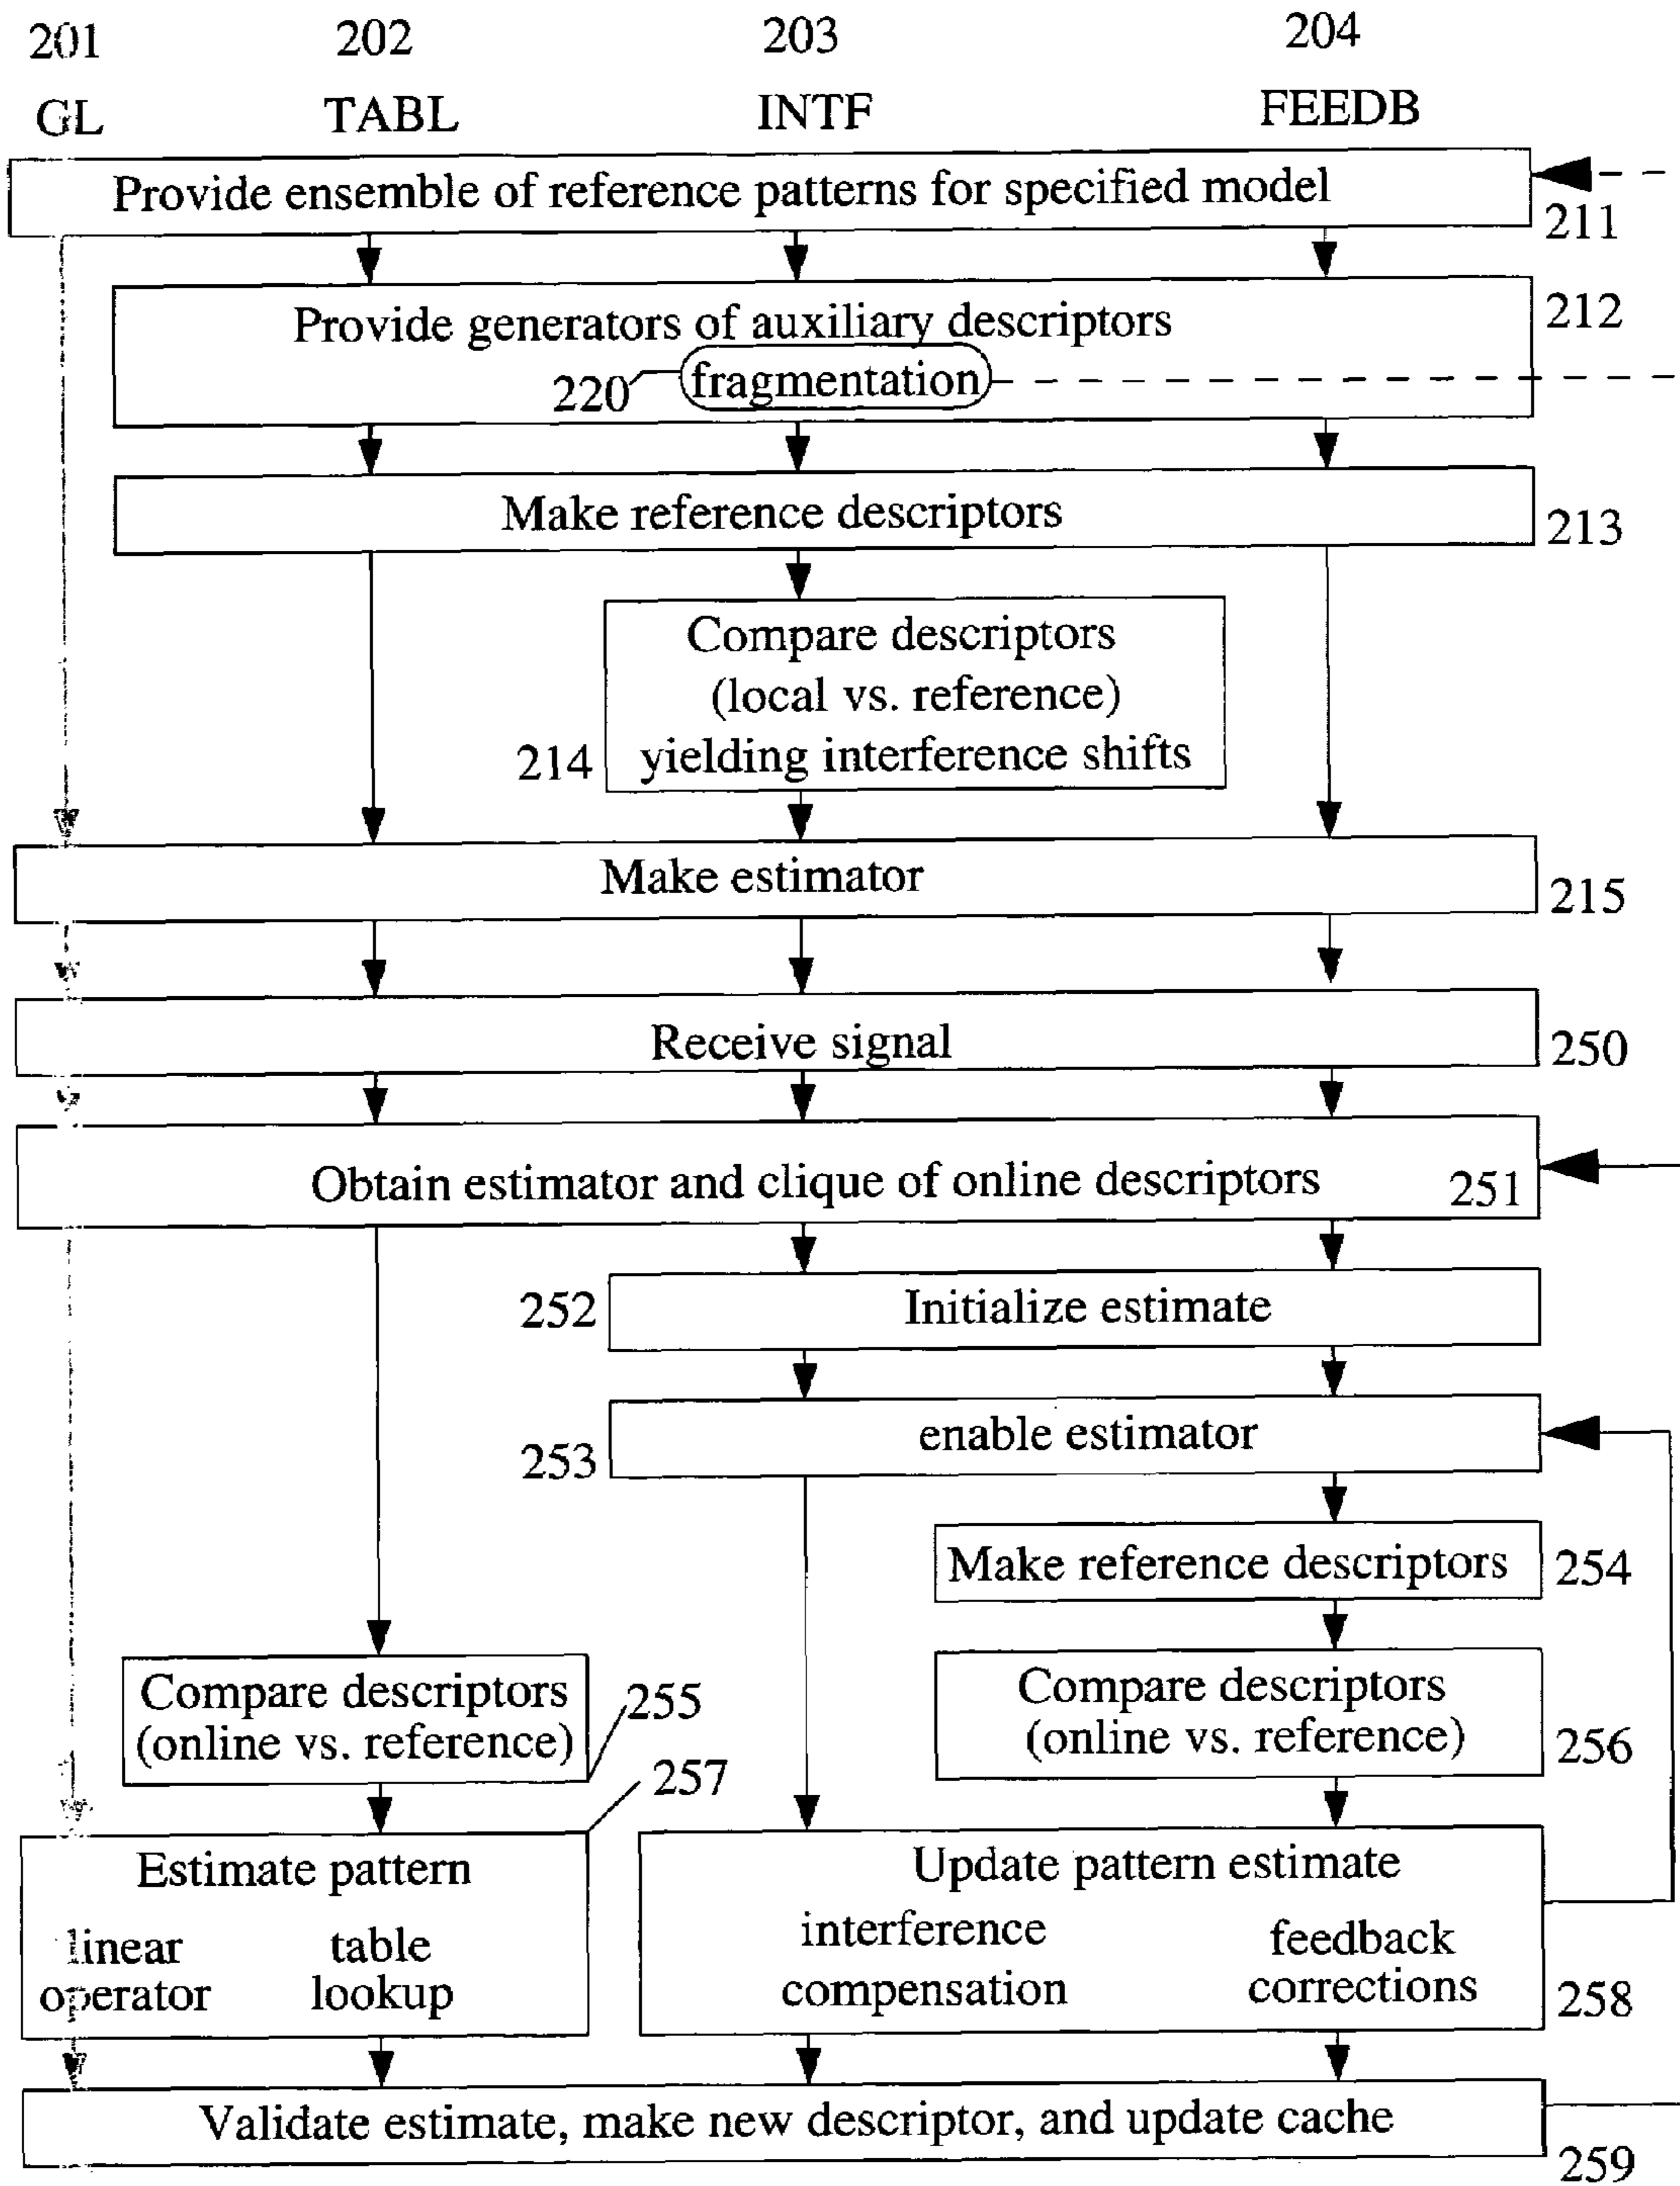 201 202 203 204
GL TABL INTF FEEDB
Provide ensemble of reference patterns for specified model
211
Provide generators of auxiliary descriptors
212
220 fragmentation
Make reference descriptors
213
Compare descriptors
(local vs. reference)
214 yielding interference shifts
Make estimator
215
Receive signal
250
Obtain estimator and clique of online descriptors 251
252 Initialize estimate
enable estimator
253
Make reference descriptors 254
Compare descriptors
(online vs. reference)
255
Compare descriptors
(online vs. reference)
256
257
Estimate pattern
linear
operator
table
lookup
Update pattern estimate
interference
compensation
feedback
corrections
258
Validate estimate, make new descriptor, and update cache
259